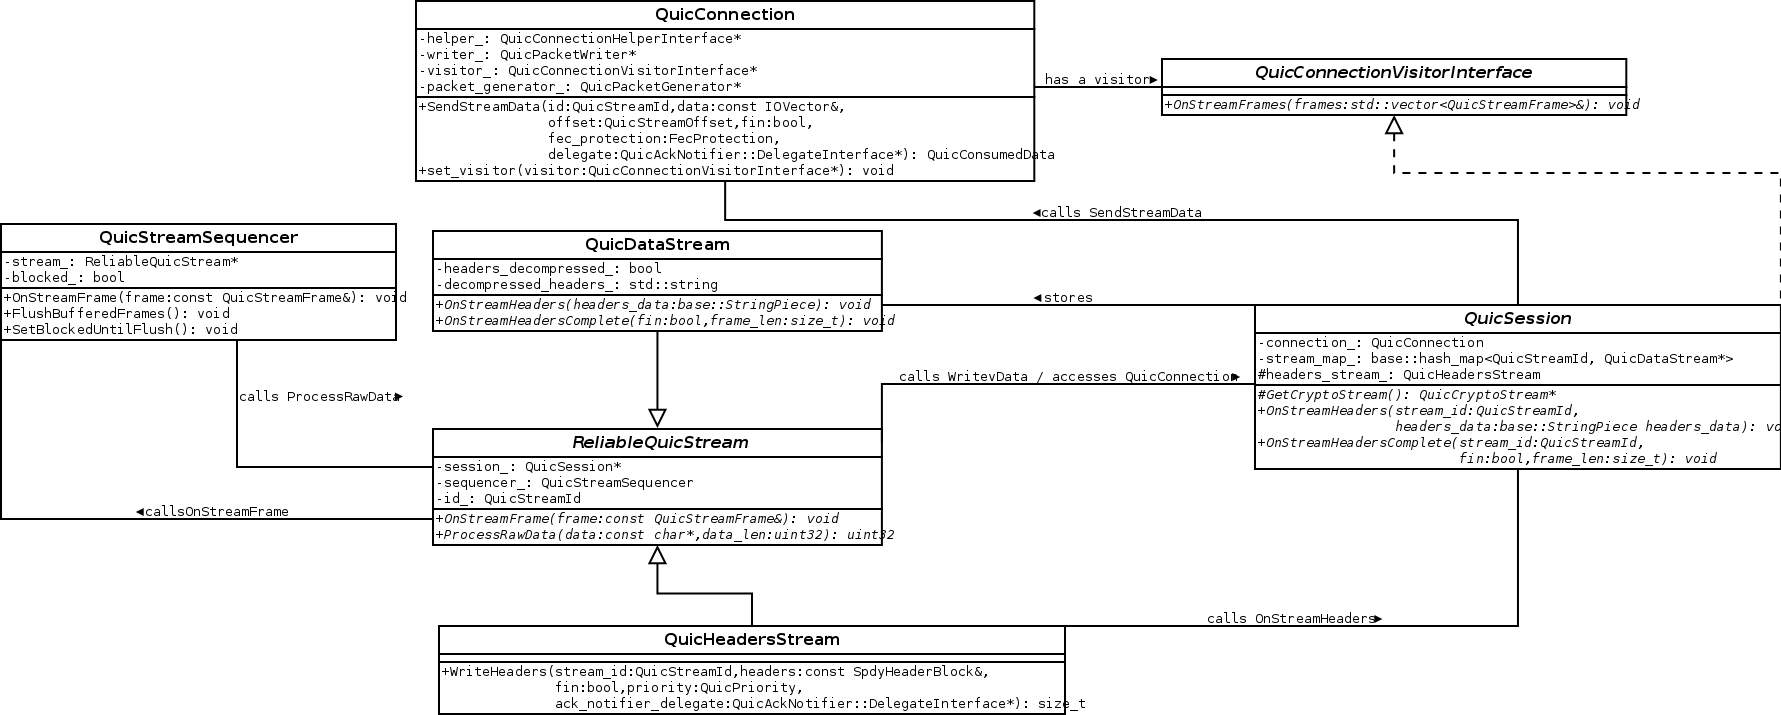 QuicConnection
-helper_: QuicConnectionHelperInterface*
-writer_: QuicPacketWriter*
-visitor_: QuicConnectionVisitorInterface*
-packet_generator_: QuicPacketGenerator*
+SendStreamData(id:QuicStreamId,data:const IOVector&,
offset:QuicStreamOffset,fin:bool,
fec_protection:FecProtection,
delegate:QuicAckNotifier::DelegateInterface*): QuicConsumedData
+set_visitor(visitor:QuicConnectionVisitorInterface*): void
has a visitor
QuicConnectionVisitorInterface
+OnStreamFrames(frames:std::vector<QuicStreamFrame>&): void
calls SendStreamData
QuicStreamSequencer
-stream_: ReliableQuicStream*
-blocked_: bool
+OnStreamFrame(frame:const QuicStreamFrame&): void
+FlushBufferedFrames(): void
+SetBlockedUntilFlush(): void
QuicDataStream
-headers_decompressed_: bool
-decompressed_headers_: std::string
+OnStreamHeaders(headers_data:base::StringPiece): void
+OnStreamHeadersComplete(fin:bool,frame_len:size_t): void
stores
QuicSession
-connection_: QuicConnection
-stream_map_: base::hash_map<QuicStreamId, QuicDataStream*>
#headers_stream_: QuicHeadersStream
#GetCryptoStream(): QuicCryptoStream*
+OnStreamHeaders(stream_id:QuicStreamId,
headers_data:base::StringPiece headers_data): vo
+OnStreamHeadersComplete(stream_id:QuicStreamId,
fin:bool,frame_len:size_t): void
calls WritevData / accesses QuicConnection
calls ProcessRawData
ReliableQuicStream
-session_: QuicSession*
-sequencer_: QuicStreamSequencer
-id_: QuicStreamId
+OnStreamFrame(frame:const QuicStreamFrame&): void
+ProcessRawData(data:const char*,data_len:uint32): uint32
callsOnStreamFrame
calls OnStreamHeaders
QuicHeadersStream
+WriteHeaders(stream_id:QuicStreamId,headers:const SpdyHeaderBlock&,
fin:bool,priority:QuicPriority,
ack_notifier_delegate:QuicAckNotifier::DelegateInterface*): size_t